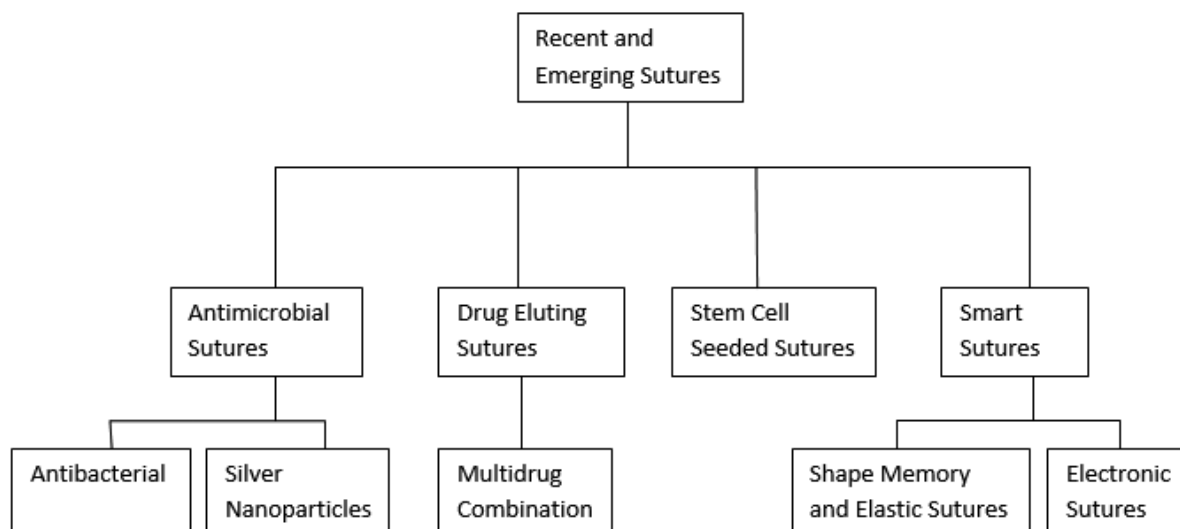 Recent and
Emerging Sutures
Antimicrobial
Sutures
Drug Eluting
Sutures
Stem Cell
Seeded Sutures
Smart
Sutures
Antibacterial
Silver
Nanoparticles
Multidrug
Combination
Shape Memory
and Elastic Sutures
Electronic
Sutures